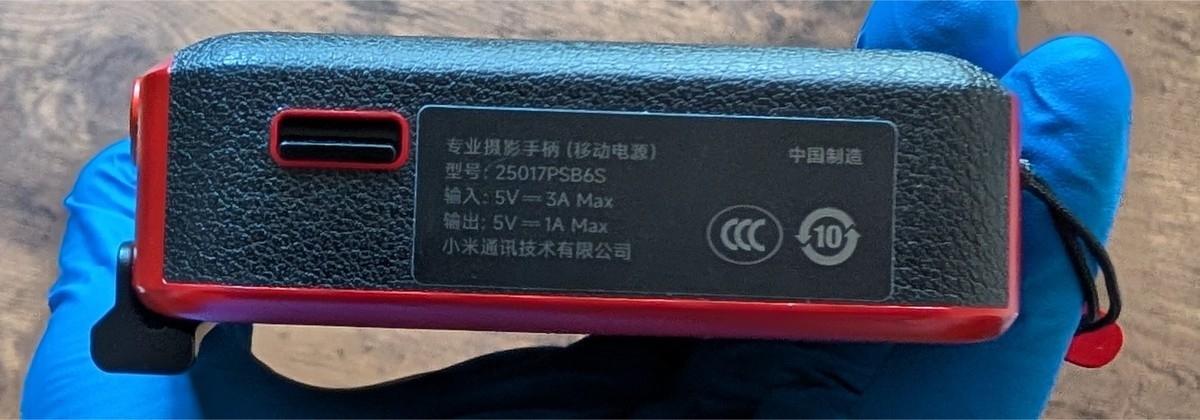 专业摄影手柄 (移动电源)
中国制造
型号: 25017PSB6S
输入: 5V⎓3A Max
输出: 5V⎓1A Max
小米通讯技术有限公司
CCC
10